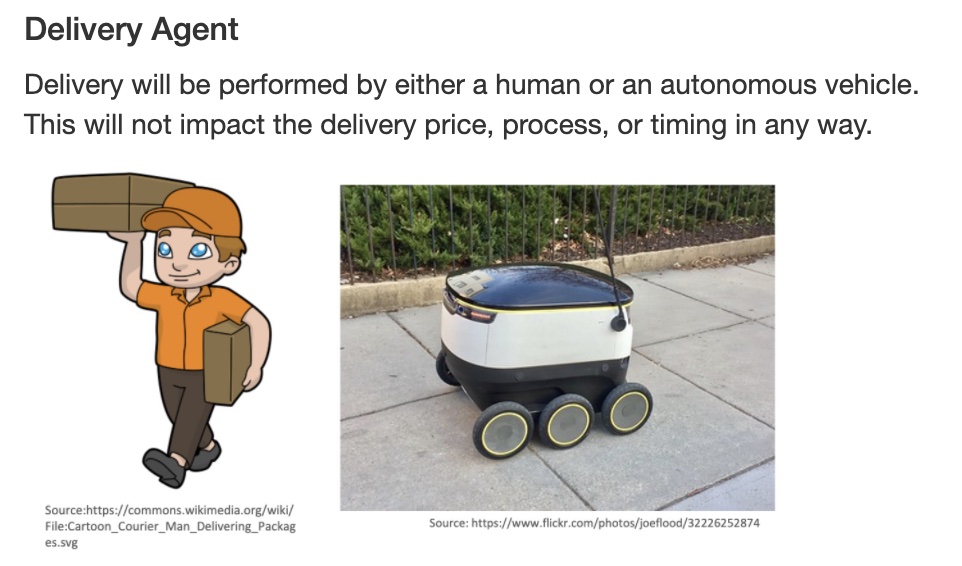 Delivery Agent
Delivery will be performed by either a human or an autonomous vehicle.
This will not impact the delivery price, process, or timing in any way.
Source:https://commons.wikimedia.org/wiki/
File:Cartoon_Courier_Man_Delivering_Packag
es.svg
Source: https://www.flickr.com/photos/joeflood/32226252874